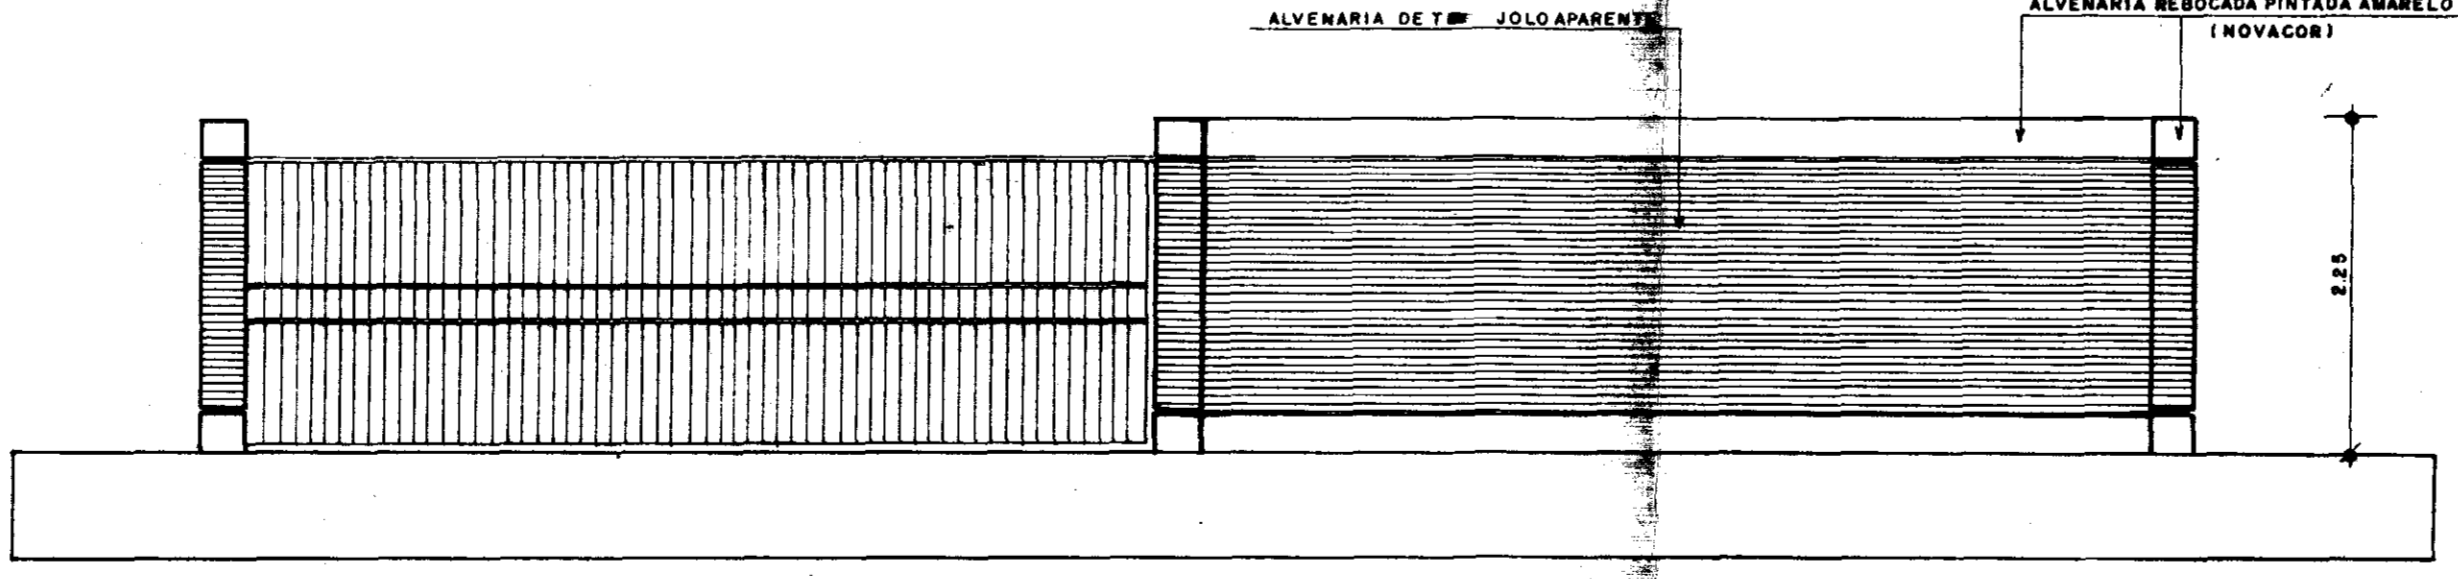 ALVENARIA DE T JOLO APARENTE
ALVENARIA REBOCADA PINTADA AMARELO
(NOVACOR)
2.25